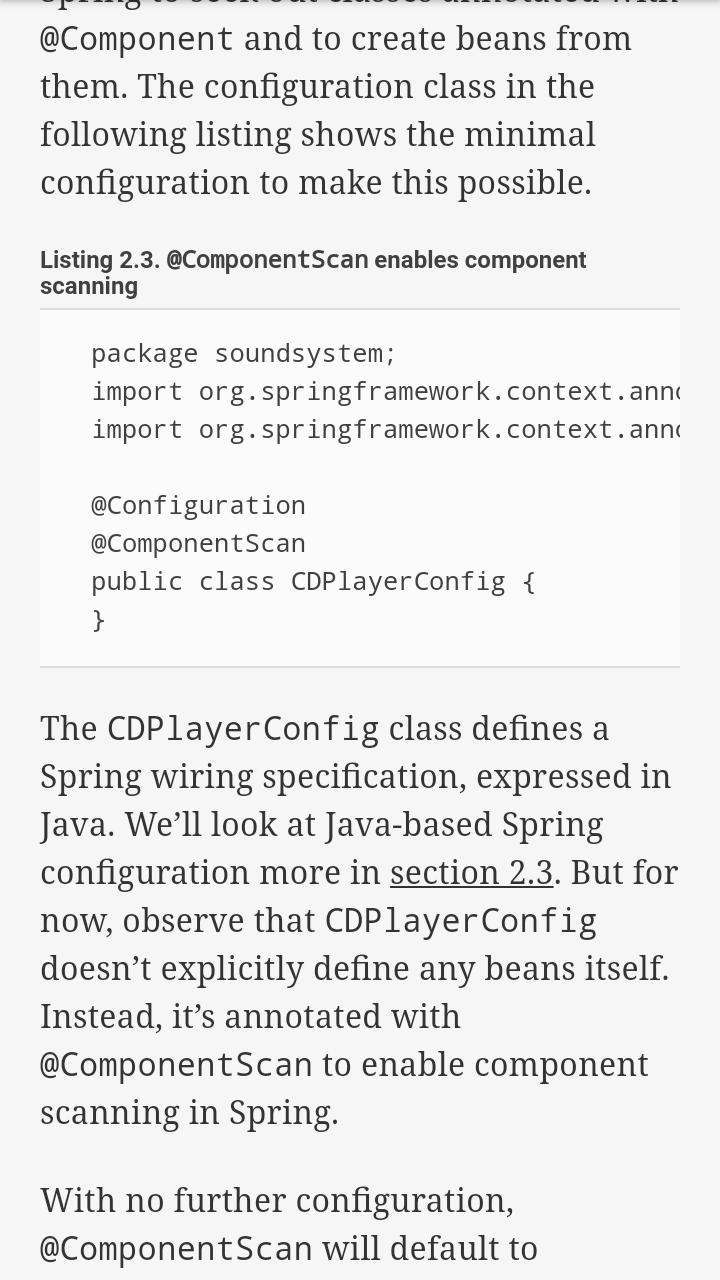 @Component and to create beans from
them. The configuration class in the
following listing shows the minimal
configuration to make this possible.
Listing 2.3. @ComponentScan enables component
scanning
package soundsystem;
import org.springframework.context.anno
import org.springframework.context.anno
@Configuration
@ComponentScan
public class CDPlayerConfig {
}
The CDPlayerConfig class defines a
Spring wiring specification, expressed in
Java. We’ll look at Java-based Spring
configuration more in section 2.3. But for
now, observe that CDPlayerConfig
doesn’t explicitly define any beans itself.
Instead, it’s annotated with
@ComponentScan to enable component
scanning in Spring.
With no further configuration,
@ComponentScan will default to